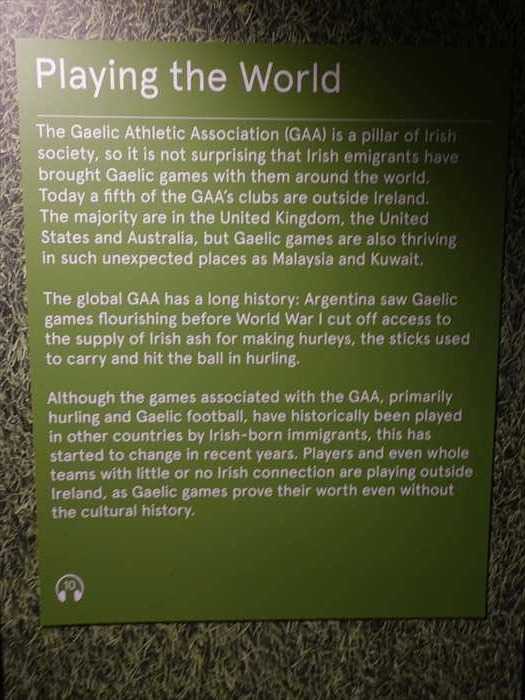 Playing the World
The Gaelic Athletic Association (GAA) is a pillar of Irish
society, so it is not surprising that Irish emigrants have
brought Gaelic games with them around the world.
Today a fifth of the GAA's clubs are outside Ireland.
The majority are in the United Kingdom, the United
States and Australia, but Gaelic games are also thriving
in such unexpected places as Malaysia and Kuwait.
The global GAA has a long history: Argentina saw Gaelic
games flourishing before World War I cut off access to
the supply of Irish ash for making hurleys, the sticks used
to carry and hit the ball in hurling.
Although the games associated with the GAA, primarily
hurling and Gaelic football, have historically been played
in other countries by Irish-born immigrants, this has
started to change in recent years. Players and even whole
teams with little or no Irish connection are playing outside
Ireland, as Gaelic games prove their worth even without
the cultural history.
10